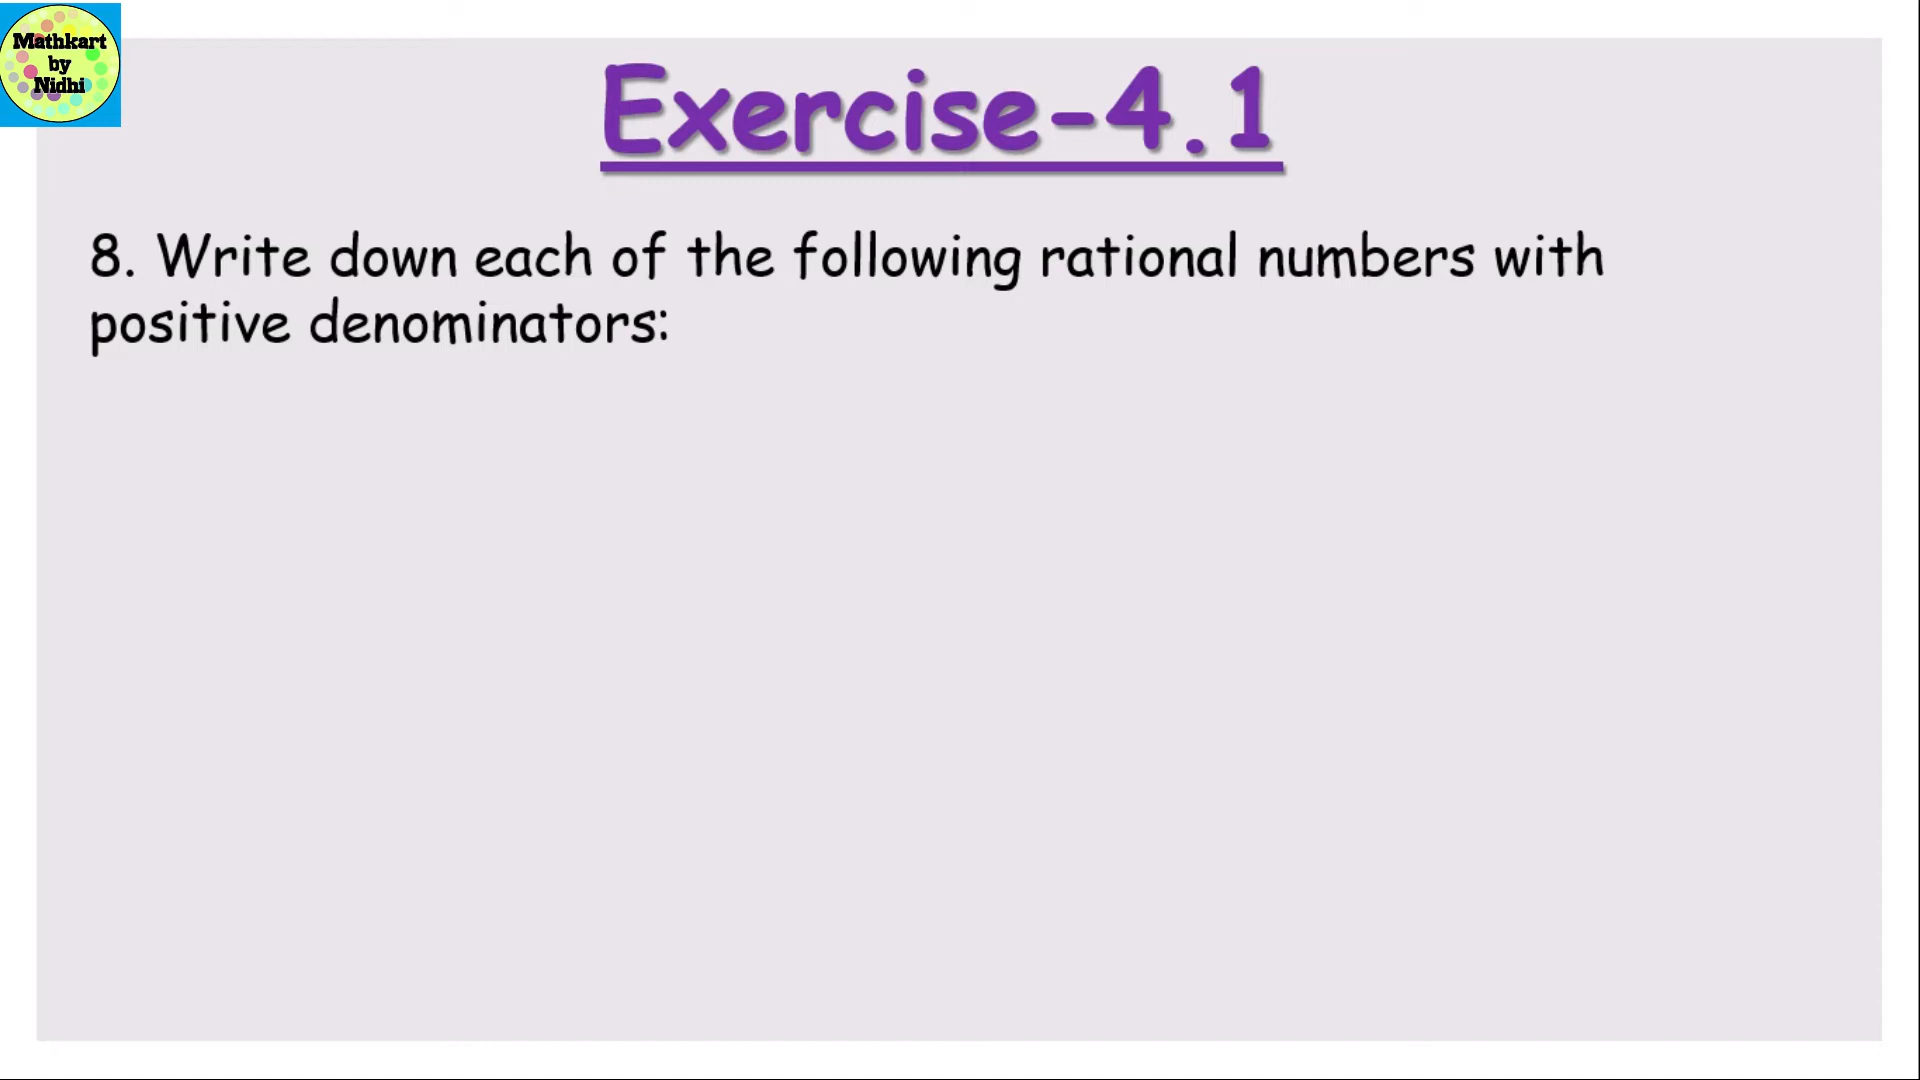 Mathkart
by
Nidhi
Exercise-4.1
8. Write down each of the following rational numbers with
positive denominators: